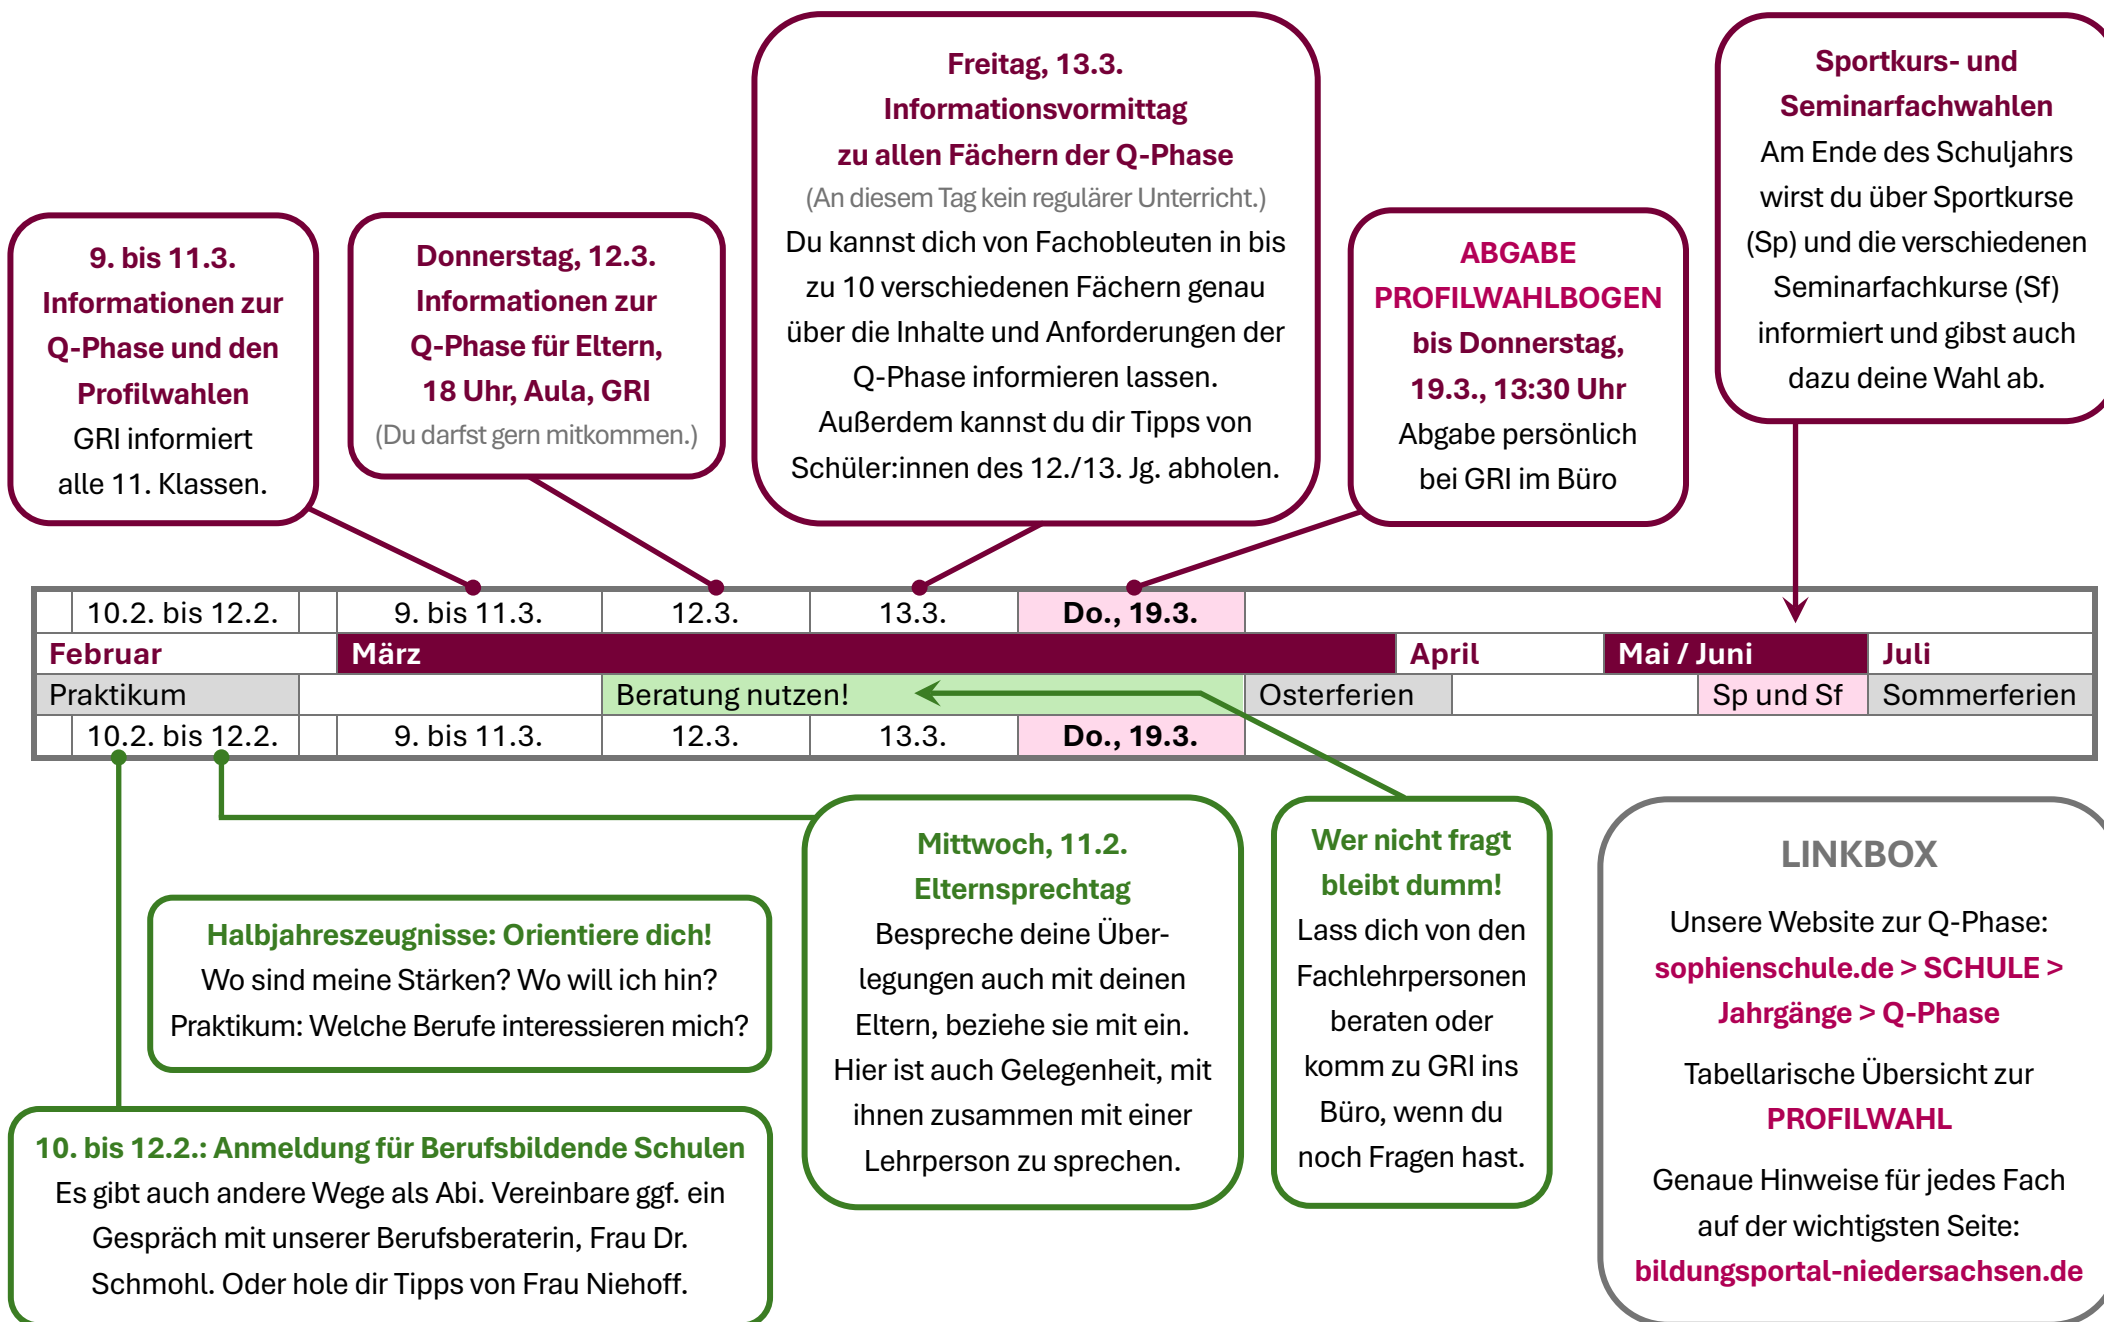 9. bis 11.3.
Informationen zur
Q-Phase und den
Profilwahlen
GRI informiert
alle 11. Klassen.
Donnerstag, 12.3.
Informationen zur
Q-Phase für Eltern,
18 Uhr, Aula, GRI
(Du darfst gern mitkommen.)
Freitag, 13.3.
Informationsvormittag
zu allen Fächern der Q-Phase
(An diesem Tag kein regulärer Unterricht.)
Du kannst dich von Fachobleuten in bis
zu 10 verschiedenen Fächern genau
über die Inhalte und Anforderungen der
Q-Phase informieren lassen.
Außerdem kannst du dir Tipps von
Schüler:innen des 12./13. Jg. abholen.
ABGABE
PROFILWAHLBOGEN
bis Donnerstag,
19.3., 13:30 Uhr
Abgabe persönlich
bei GRI im Büro
Sportkurs- und
Seminarfachwahlen
Am Ende des Schuljahrs
wirst du über Sportkurse
(Sp) und die verschiedenen
Seminarfachkurse (Sf)
informiert und gibst auch
dazu deine Wahl ab.
10.2. bis 12.2. 9. bis 11.3. 12.3. 13.3. Do., 19.3.
Februar März April Mai / Juni Juli
Praktikum Beratung nutzen! Osterferien Sp und Sf Sommerferien
10.2. bis 12.2. 9. bis 11.3. 12.3. 13.3. Do., 19.3.
Halbjahreszeugnisse: Orientiere dich!
Wo sind meine Stärken? Wo will ich hin?
Praktikum: Welche Berufe interessieren mich?
10. bis 12.2.: Anmeldung für Berufsbildende Schulen
Es gibt auch andere Wege als Abi. Vereinbare ggf. ein
Gespräch mit unserer Berufsberaterin, Frau Dr.
Schmohl. Oder hole dir Tipps von Frau Niehoff.
Mittwoch, 11.2.
Elternsprechtag
Bespreche deine Über-
legungen auch mit deinen
Eltern, beziehe sie mit ein.
Hier ist auch Gelegenheit, mit
ihnen zusammen mit einer
Lehrperson zu sprechen.
Wer nicht fragt
bleibt dumm!
Lass dich von den
Fachlehrpersonen
beraten oder
komm zu GRI ins
Büro, wenn du
noch Fragen hast.
LINKBOX
Unsere Website zur Q-Phase:
sophienschule.de > SCHULE >
Jahrgänge > Q-Phase
Tabellarische Übersicht zur
PROFILWAHL
Genaue Hinweise für jedes Fach
auf der wichtigsten Seite:
bildungsportal-niedersachsen.de